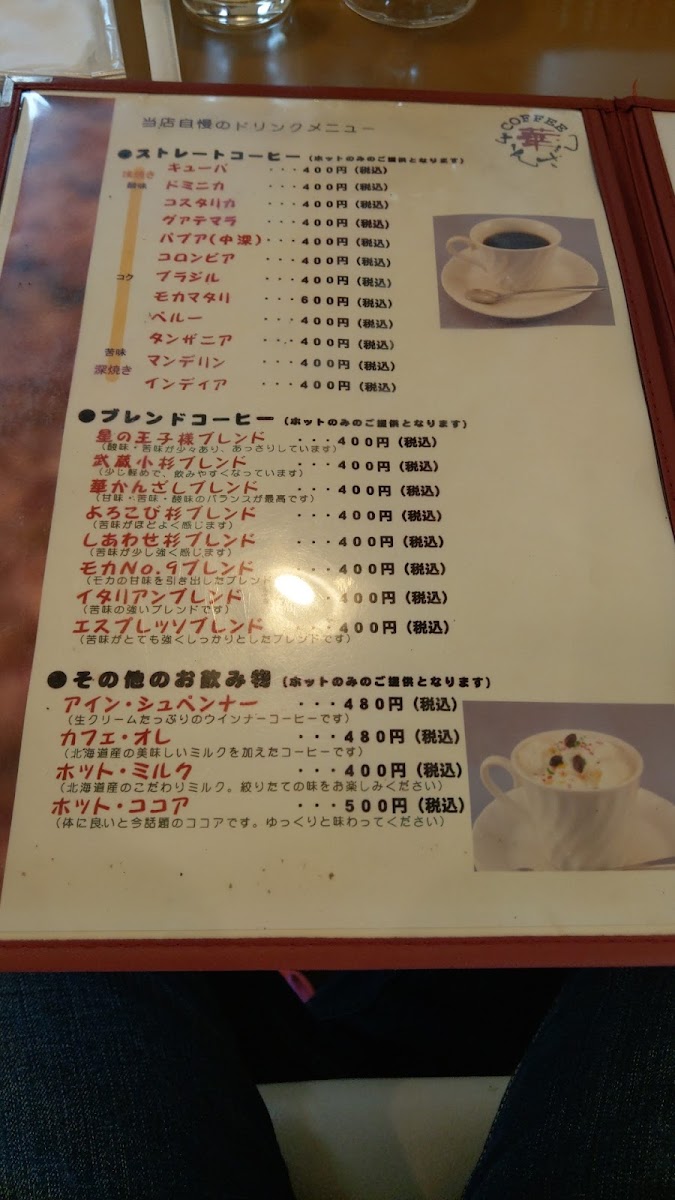 当店自慢のドリンクメニュー
COFFEE
華
●ストレートコーヒー (ホットのみのご提供となります)
浅焼き
酸味
コク
苦味
深焼き
キューバ ・・・400円(税込)
ドミニカ ・・・400円(税込)
コスタリカ ・・・400円(税込)
グァテマラ ・・・400円(税込)
パプア(中深)・・・400円(税込)
コロンビア ・・・400円(税込)
ブラジル ・・・400円(税込)
モカマタリ ・・・600円(税込)
ペルー ・・・400円(税込)
タンザニア ・・・400円(税込)
マンデリン ・・・400円(税込)
インディア ・・・400円(税込)
●ブレンドコーヒー (ホットのみのご提供となります)
星の王子様ブレンド ・・・400円(税込)
(酸味・苦味が少々あり、あっさりしています)
武蔵小杉ブレンド ・・・400円(税込)
(少し軽めで、飲みやすくなっています)
華かんざしブレンド ・・・400円(税込)
(甘味・苦味・酸味のバランスが最高です)
よろこび杉ブレンド ・・・400円(税込)
(苦味がほどよく感じます)
しあわせ杉ブレンド ・・・400円(税込)
(苦味が少し強く感じます)
モカNo.9ブレンド ・・・400円(税込)
(モカの甘味を引き出したブレンド
イタリアンブレンド ・・・400円(税込)
(苦味の強いブレンドです)
エスプレッソブレンド ・・・400円(税込)
(苦味がとても強くしっかりとしたブレンドです)
●その他のお飲み物 (ホットのみのご提供となります)
アイン・シュペンナー ・・・480円(税込)
(生クリームたっぷりのウインナーコーヒーです)
カフェ・オレ ・・・480円(税込)
(北海道産の美味しいミルクを加えたコーヒーです)
ホット・ミルク ・・・400円(税込)
(北海道産のこだわりミルク。絞りたての味をお楽しみください)
ホット・ココア ・・・500円(税込)
(体に良いと今話題のココアです。ゆっくりと味わってください)